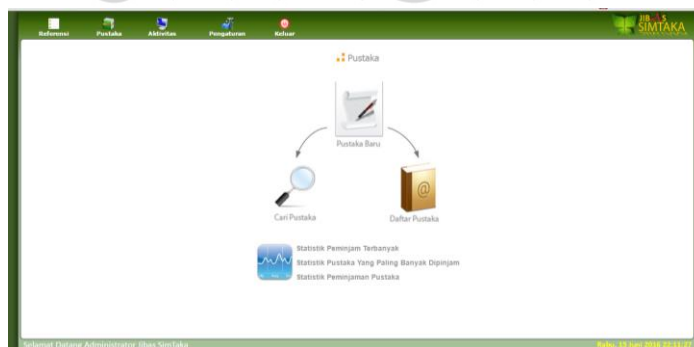 Referensi Pustaka Aktivitas Pengaturan Keluar
JIBAS
SIMTAKA
Pustaka
Pustaka Baru
Cari Pustaka
Daftar Pustaka
Statistik Peminjam Terbanyak
Statistik Pustaka Yang Paling Banyak Dipinjam
Statistik Peminjaman Pustaka
Selamat Datang Administrator Jibas SimTaka